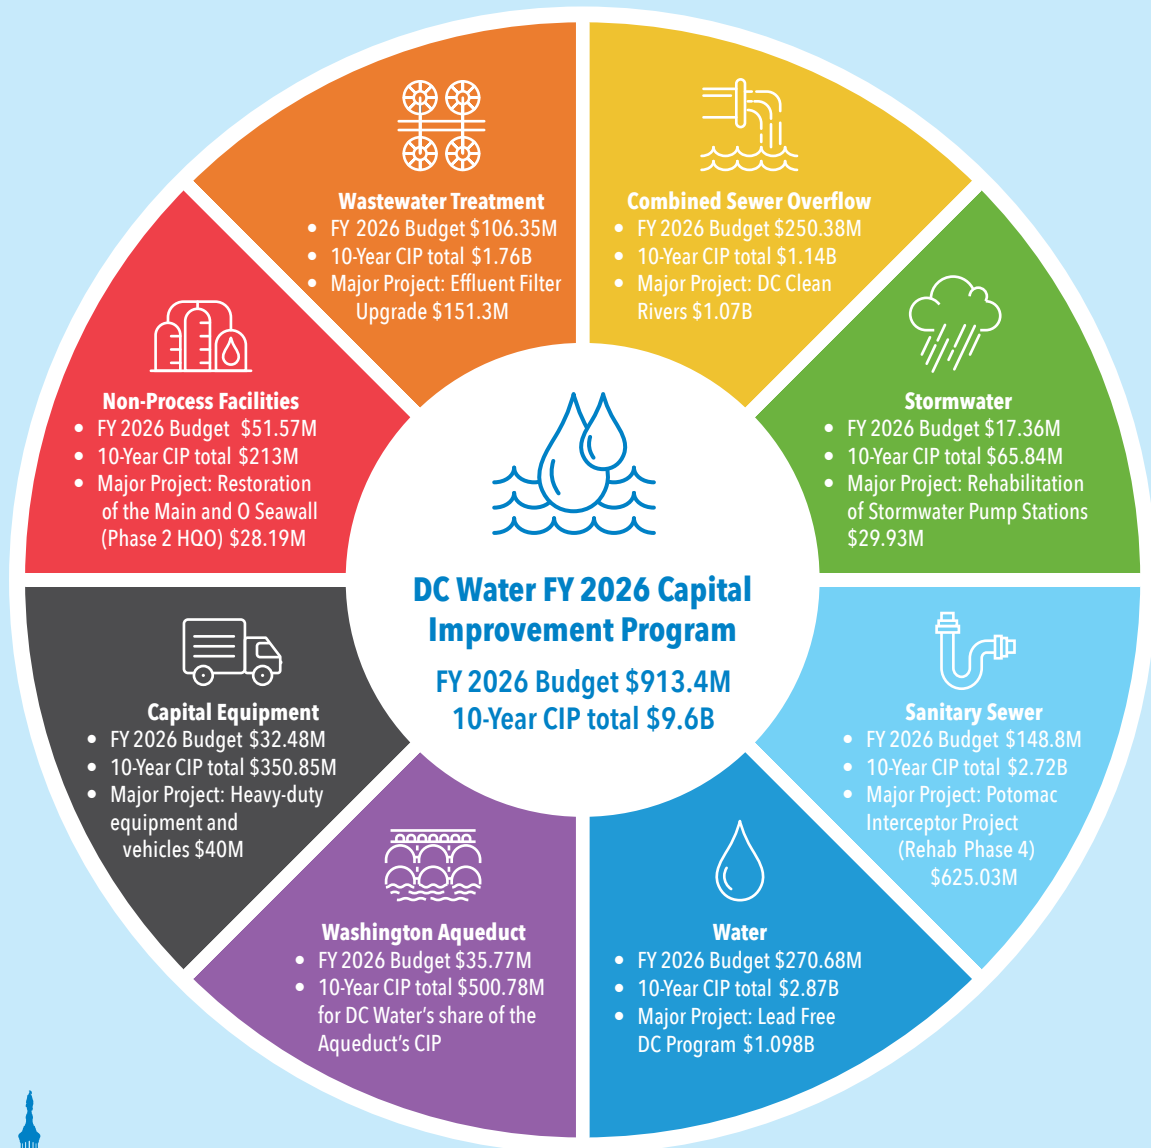 Wastewater Treatment
• FY 2026 Budget $106.35M
• 10-Year CIP total $1.76B
• Major Project: Effluent Filter
Upgrade $151.3M
Combined Sewer Overflow
• FY 2026 Budget $250.38M
• 10-Year CIP total $1.14B
• Major Project: DC Clean
Rivers $1.07B
Non-Process Facilities
• FY 2026 Budget $51.57M
• 10-Year CIP total $213M
• Major Project: Restoration
of the Main and O Seawall
(Phase 2 HQO) $28.19M
Stormwater
• FY 2026 Budget $17.36M
• 10-Year CIP total $65.84M
• Major Project: Rehabilitation
of Stormwater Pump Stations
$29.93M
DC Water FY 2026 Capital
Improvement Program
FY 2026 Budget $913.4M
10-Year CIP total $9.6B
Capital Equipment
• FY 2026 Budget $32.48M
• 10-Year CIP total $350.85M
• Major Project: Heavy-duty
equipment and
vehicles $40M
Sanitary Sewer
• FY 2026 Budget $148.8M
• 10-Year CIP total $2.72B
• Major Project: Potomac
Interceptor Project
(Rehab Phase 4)
$625.03M
Washington Aqueduct
• FY 2026 Budget $35.77M
• 10-Year CIP total $500.78M
for DC Water's share of the
Aqueduct's CIP
Water
• FY 2026 Budget $270.68M
• 10-Year CIP total $2.87B
• Major Project: Lead Free
DC Program $1.098B